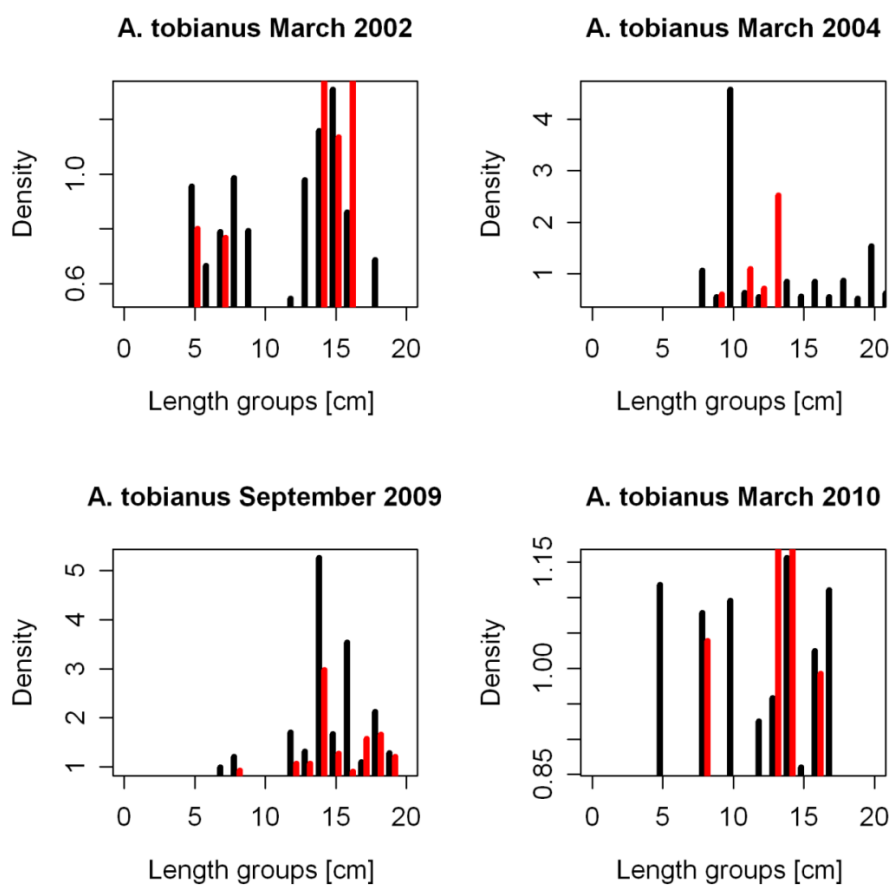 A. tobianus March 2002
Density
1.0
0.6
0 5 10 15 20
Length groups [cm]
A. tobianus March 2004
Density
4
3
2
1
0 5 10 15 20
Length groups [cm]
A. tobianus September 2009
Density
5
4
3
2
1
0 5 10 15 20
Length groups [cm]
A. tobianus March 2010
Density
1.15
1.00
0.85
0 5 10 15 20
Length groups [cm]